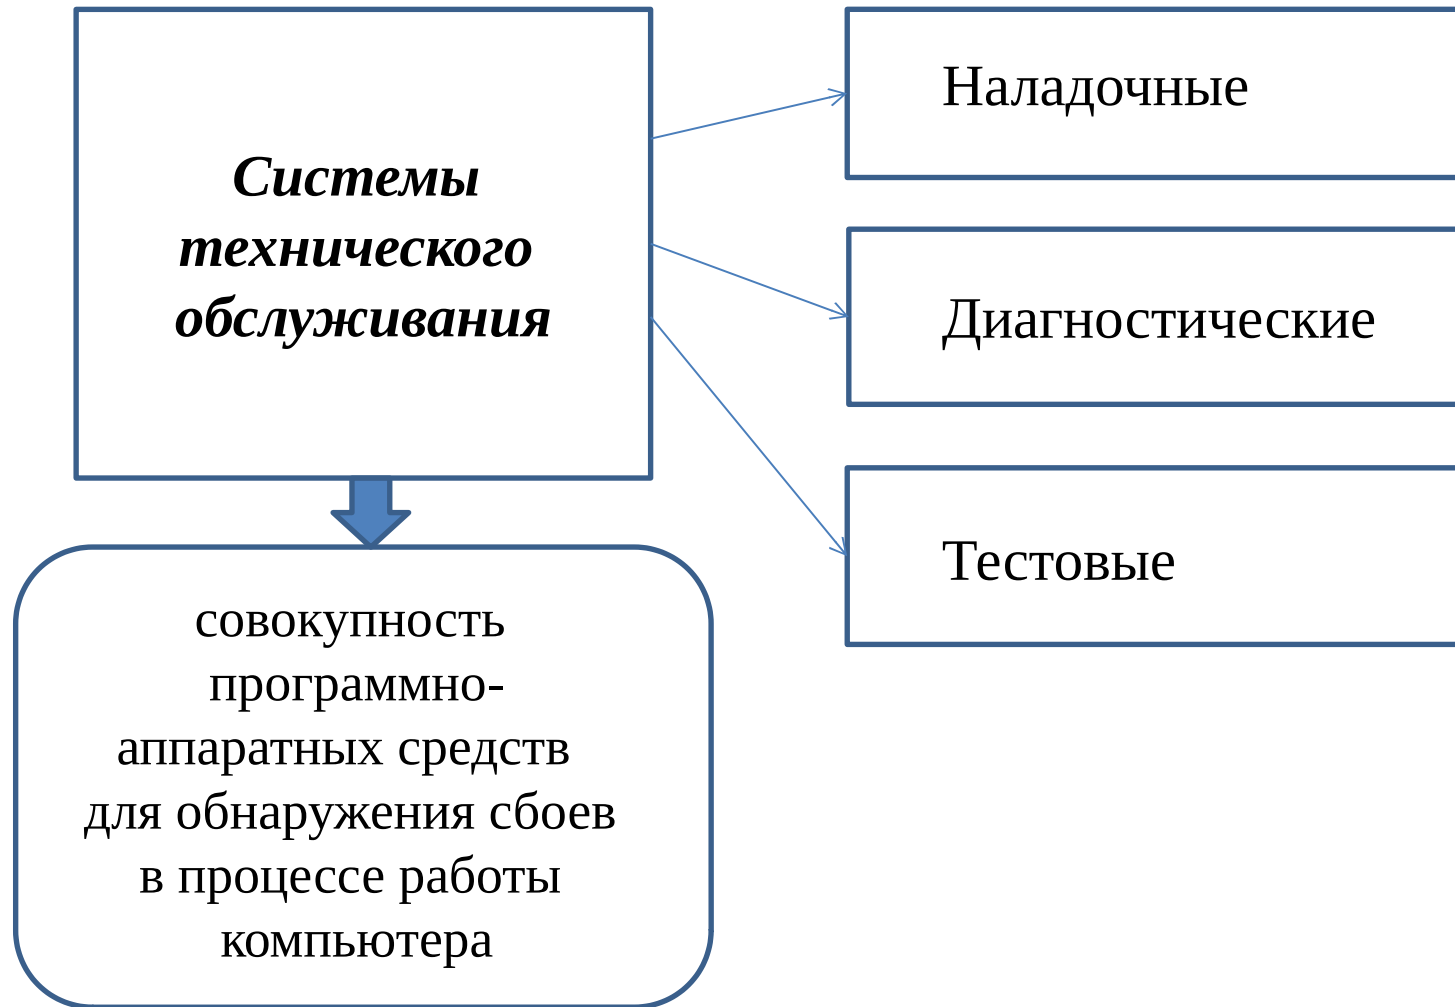 Системы
технического
обслуживания
совокупность
программно-
аппаратных средств
для обнаружения сбоев
в процессе работы
компьютера
Наладочные
Диагностические
Тестовые